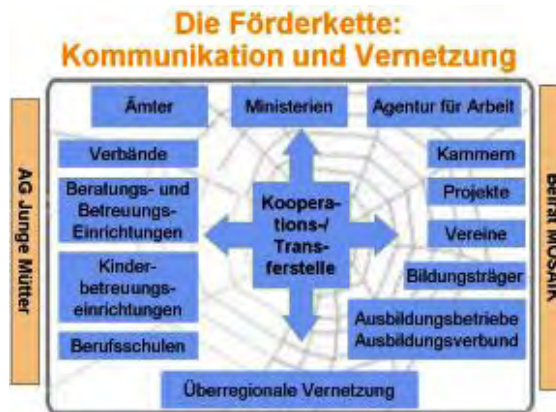 Die Förderkette:
Kommunikation und Vernetzung
Ämter
Ministerien
Agentur für Arbeit
AG Junge Mütter
Verbände
Beratungs- und
Betreuungs-
Einrichtungen
Kinder-
betreuungs-
einrichtungen
Berufsschulen
Koopera-
tions-/
Trans-
ferstelle
Kammern
Projekte
Vereine
Bildungsträger
Ausbildungsbetriebe
Ausbildungsverbund
Beirat MOSAIK
Überregionale Vernetzung